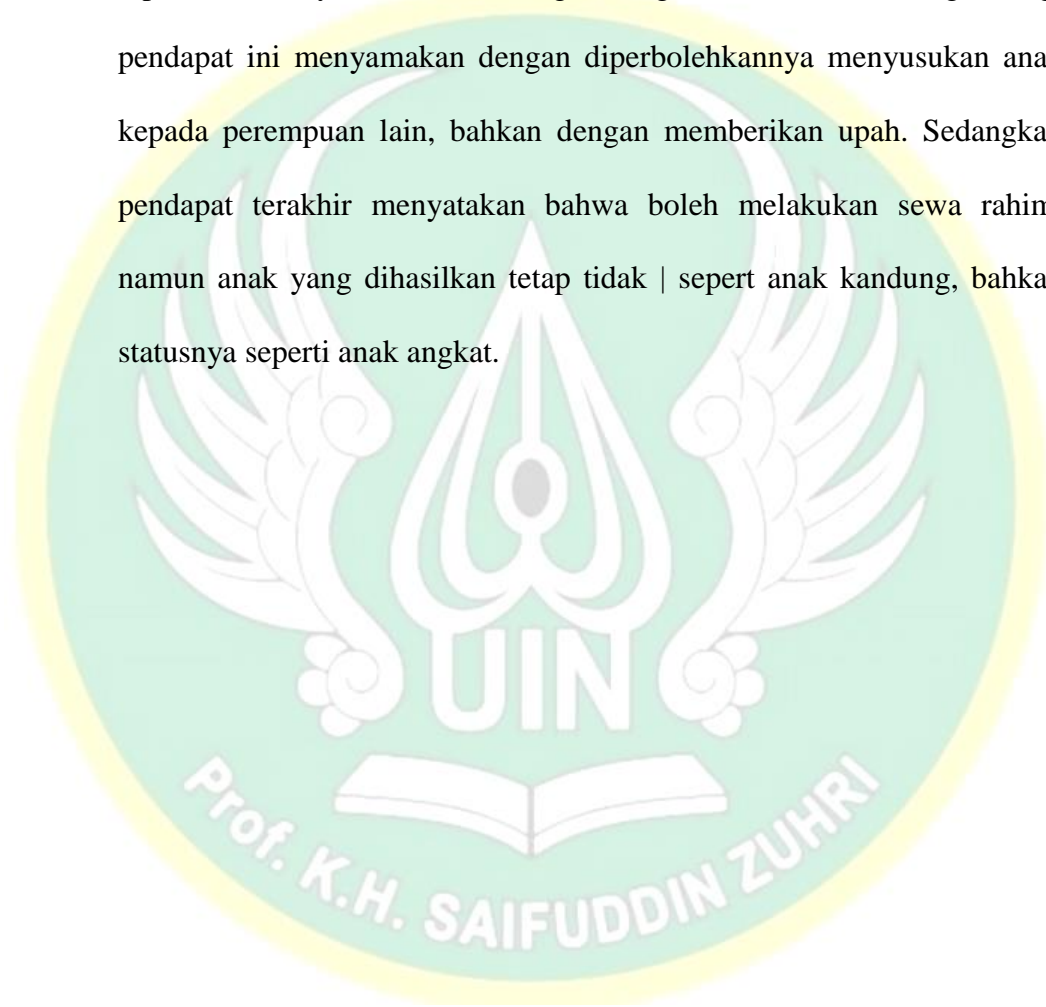 pendapat ini menyamakan dengan diperbolehkannya menyusukan ana
kepada perempuan lain, bahkan dengan memberikan upah. Sedangka
pendapat terakhir menyatakan bahwa boleh melakukan sewa rahim
namun anak yang dihasilkan tetap tidak | sepert anak kandung, bahka
statusnya seperti anak angkat.
UIN
Prof. K.H. SAIFUDDIN ZUHRI